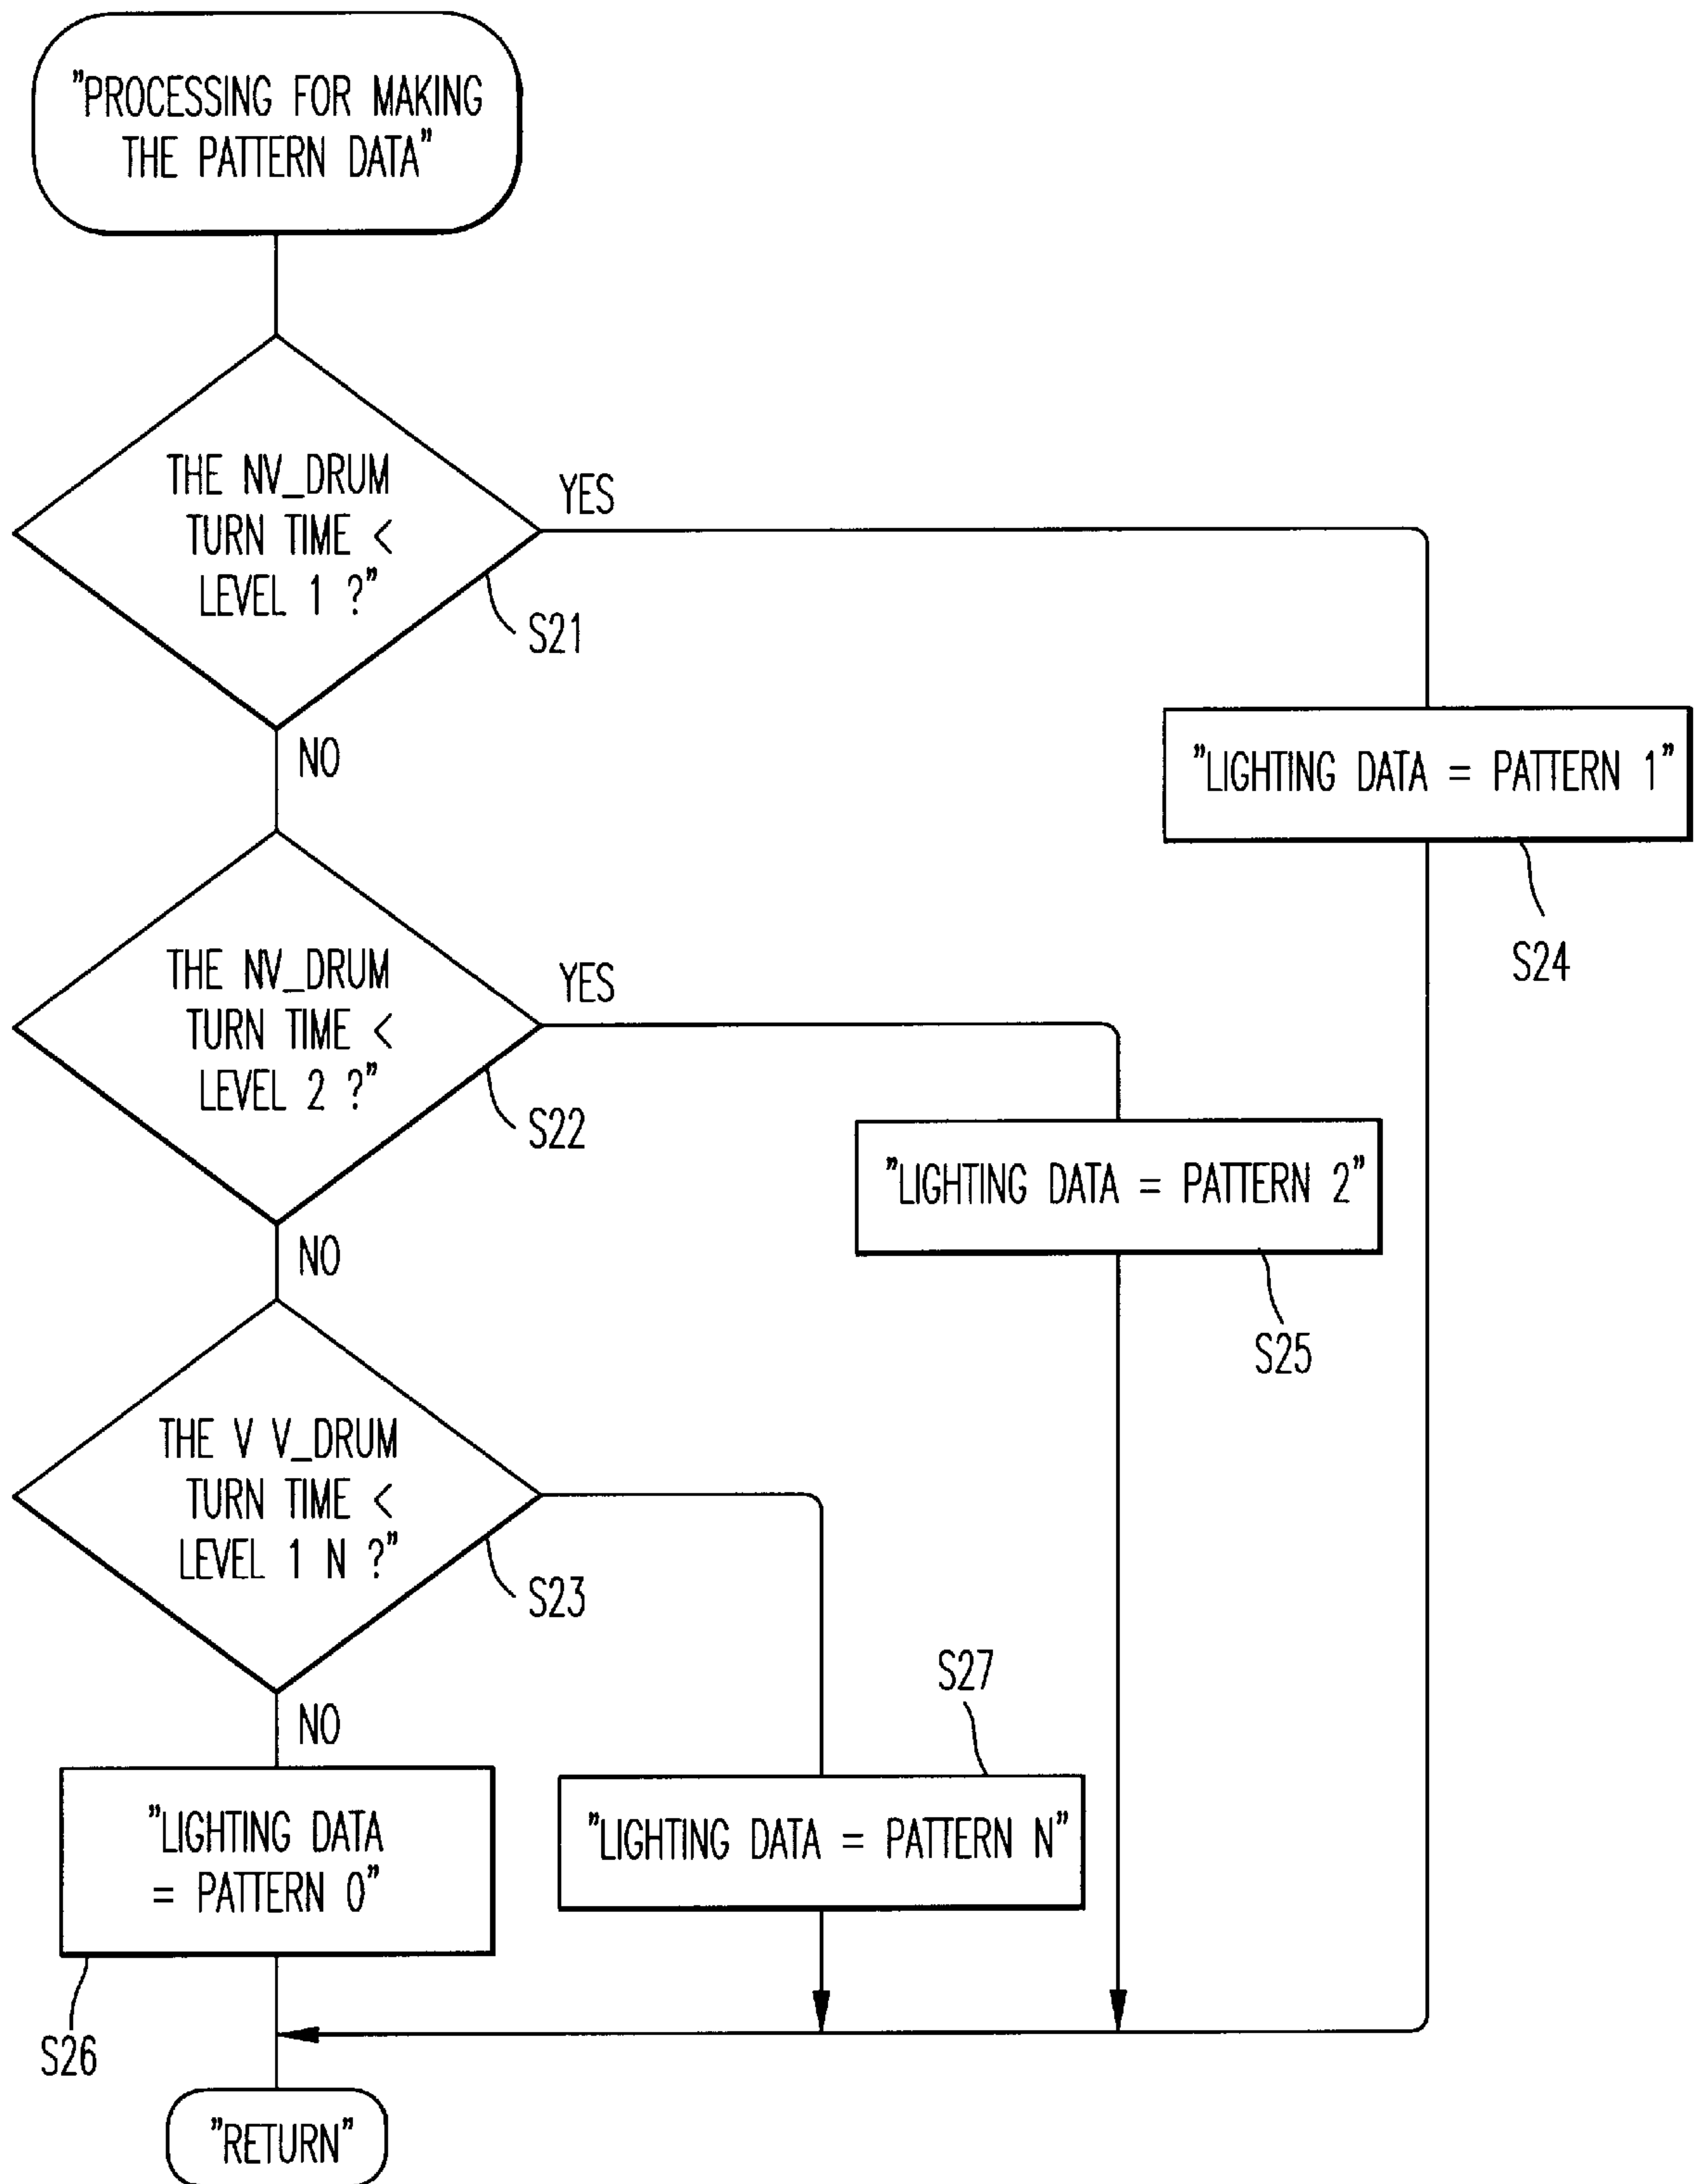 ”PROCESSING FOR MAKING
THE PATTERN DATA”
THE NV_DRUM
TURN TIME <
LEVEL 1 ?”
YES
S21
NO
”LIGHTING DATA = PATTERN 1”
S24
THE NV_DRUM
TURN TIME <
LEVEL 2 ?”
YES
S22
NO
”LIGHTING DATA = PATTERN 2”
S25
THE V V_DRUM
TURN TIME <
LEVEL 1 N ?”
S23
NO
S27
”LIGHTING DATA
= PATTERN 0”
”LIGHTING DATA = PATTERN N”
S26
”RETURN”